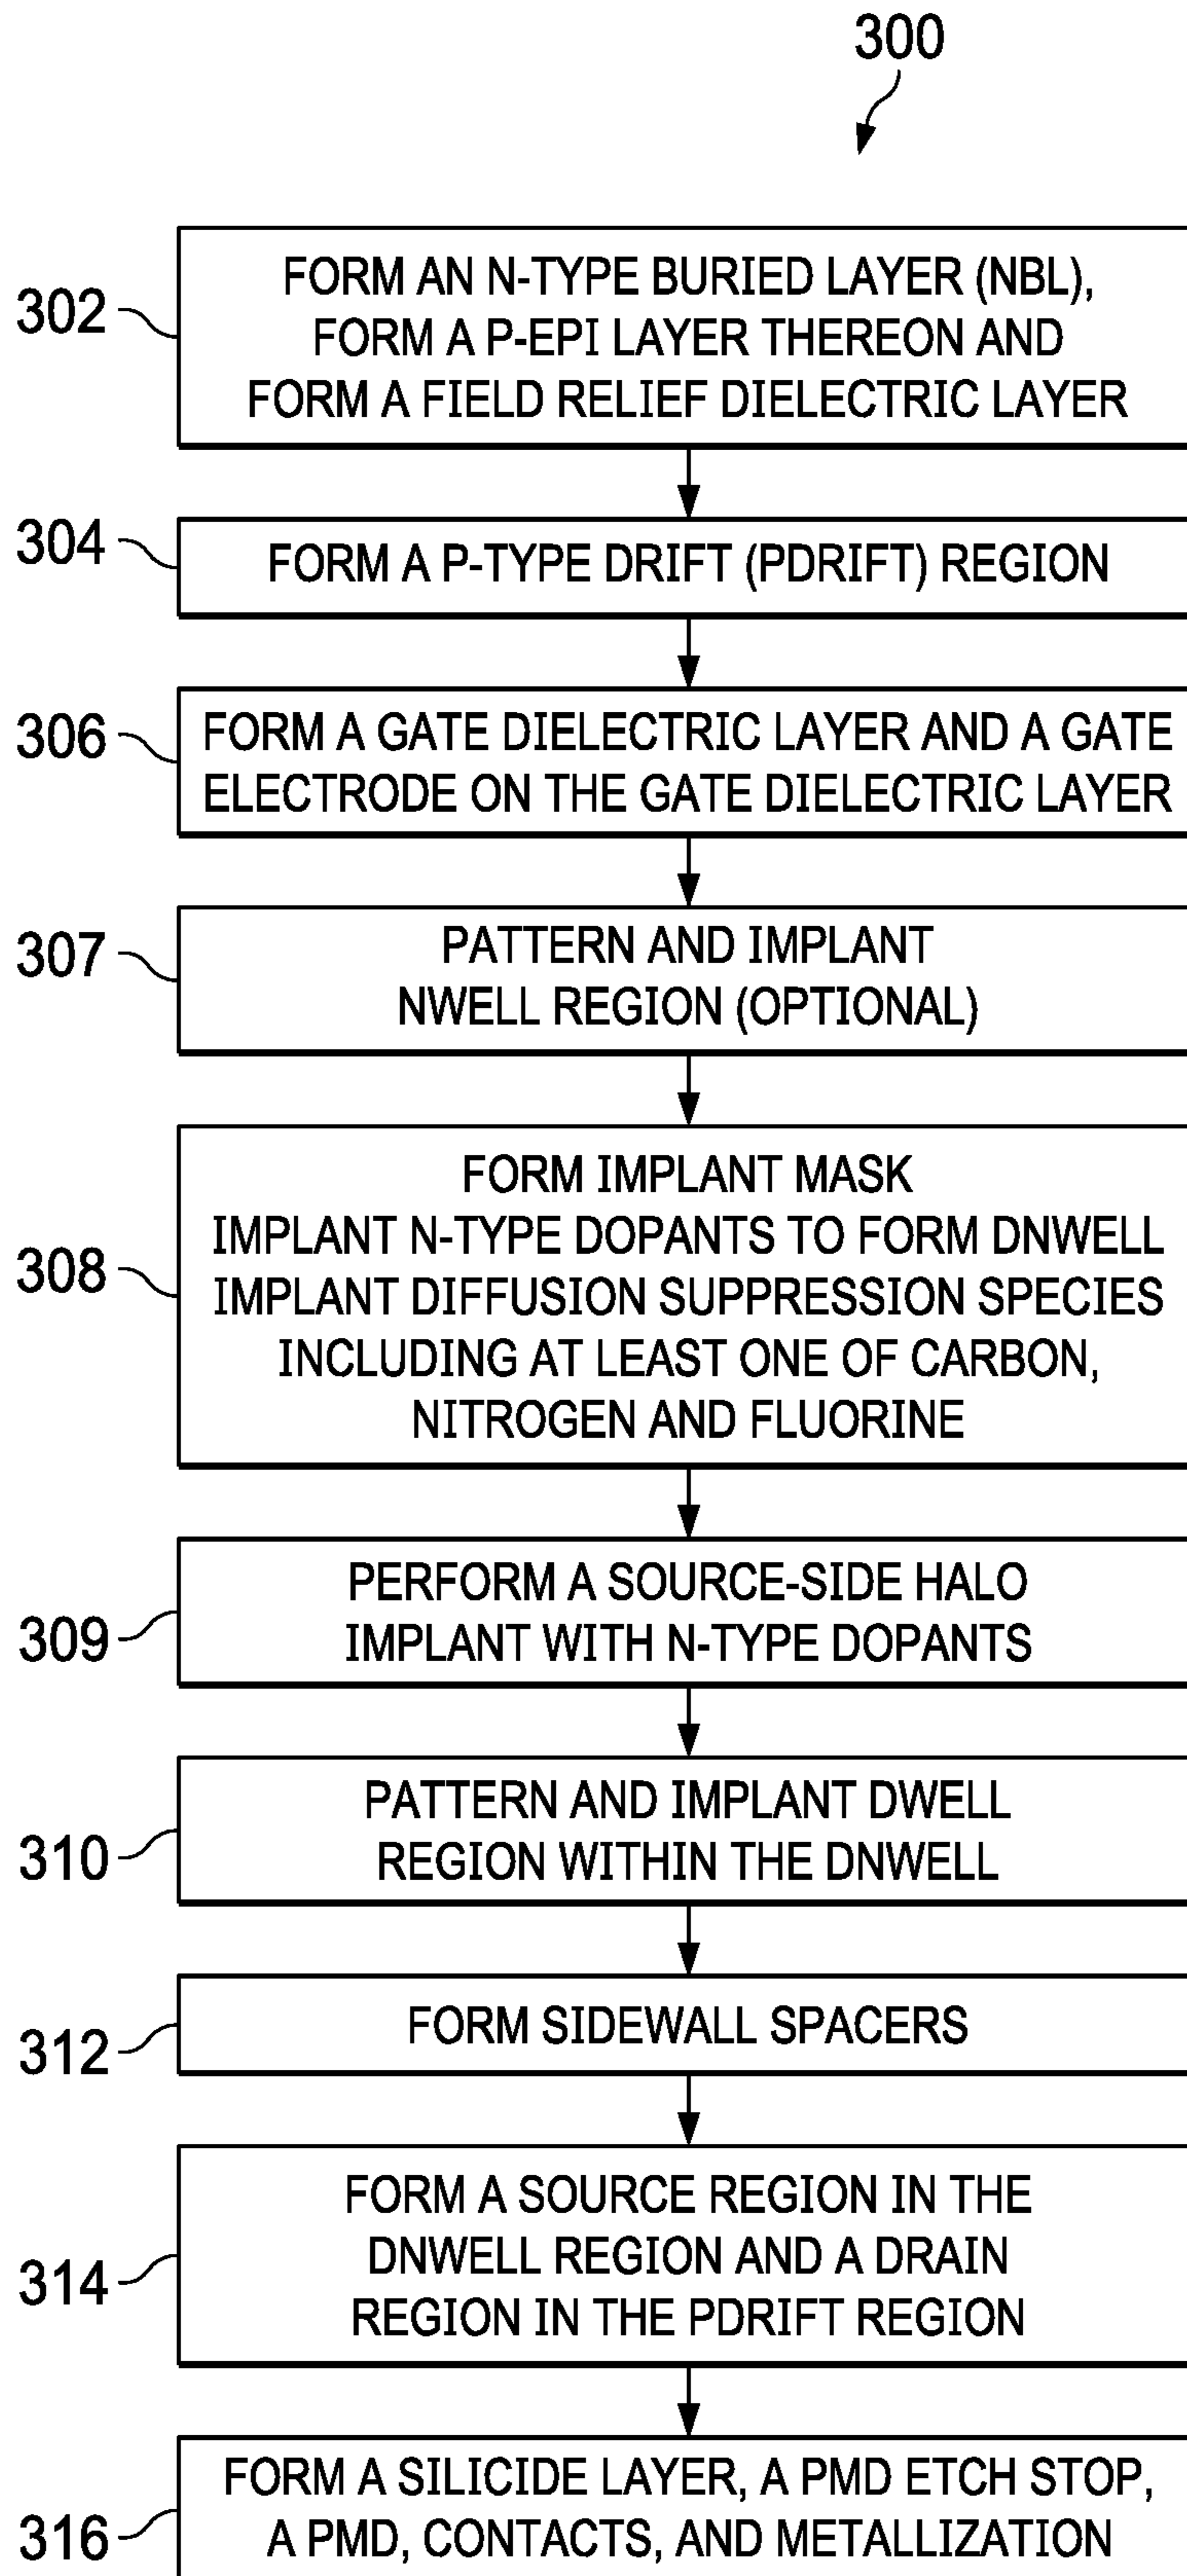 300
302
FORM AN N-TYPE BURIED LAYER (NBL),
FORM A P-EPI LAYER THEREON AND
FORM A FIELD RELIEF DIELECTRIC LAYER
304
FORM A P-TYPE DRIFT (PDRIFT) REGION
306
FORM A GATE DIELECTRIC LAYER AND A GATE
ELECTRODE ON THE GATE DIELECTRIC LAYER
307
PATTERN AND IMPLANT
NWELL REGION (OPTIONAL)
308
FORM IMPLANT MASK
IMPLANT N-TYPE DOPANTS TO FORM DNWELL
IMPLANT DIFFUSION SUPPRESSION SPECIES
INCLUDING AT LEAST ONE OF CARBON,
NITROGEN AND FLUORINE
309
PERFORM A SOURCE-SIDE HALO
IMPLANT WITH N-TYPE DOPANTS
310
PATTERN AND IMPLANT DWELL
REGION WITHIN THE DNWELL
312
FORM SIDEWALL SPACERS
314
FORM A SOURCE REGION IN THE
DNWELL REGION AND A DRAIN
REGION IN THE PDRIFT REGION
316
FORM A SILICIDE LAYER, A PMD ETCH STOP,
A PMD, CONTACTS, AND METALLIZATION